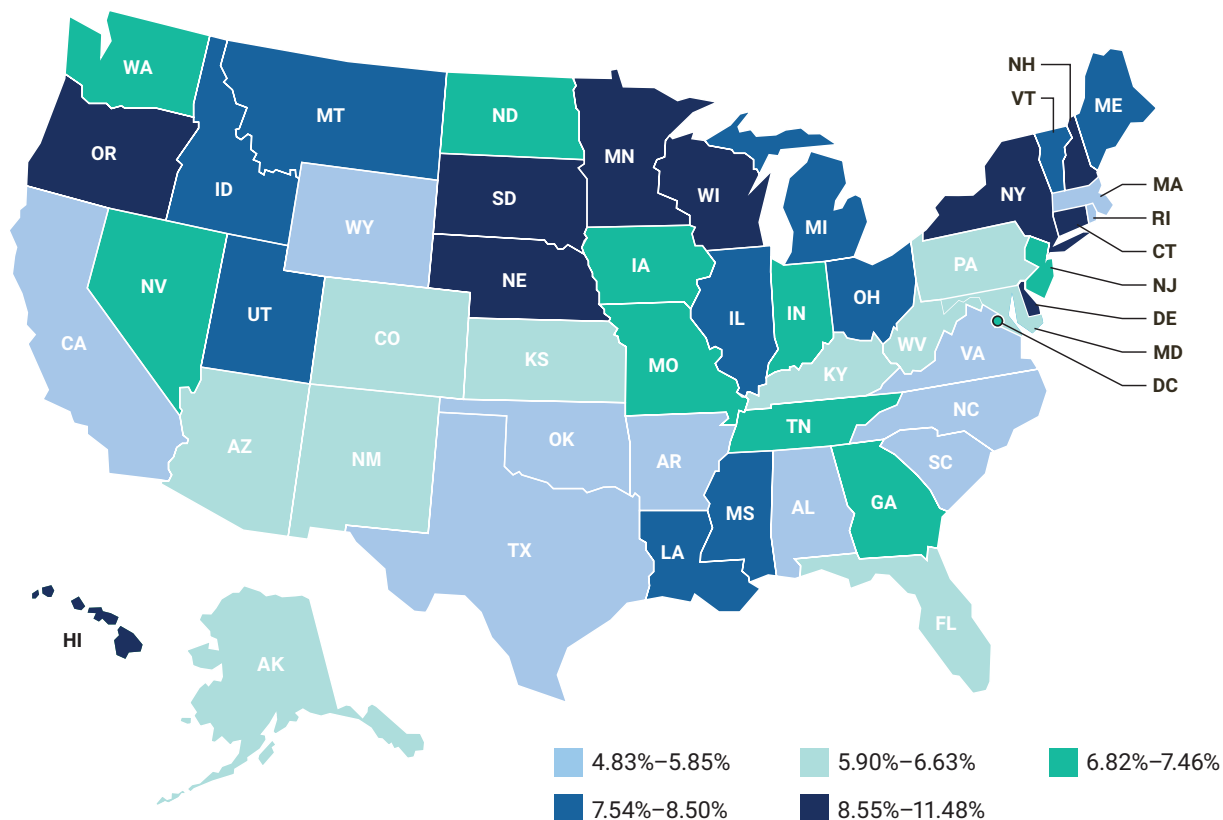 NH
WA
VT
ME
MT
ND
OR
MN
ID
SD
WI
NY
MA
WY
RI
MI
CT
IA
PA
NE
NJ
NV
OH
UT
IL
IN
DE
CA
CO
WV
VA
MD
KS
MO
KY
DC
NC
TN
OK
AZ
NM
AR
SC
GA
AL
MS
TX
LA
FL
HI
AK
4.83%–5.85%
5.90%–6.63%
6.82%–7.46%
7.54%–8.50%
8.55%–11.48%